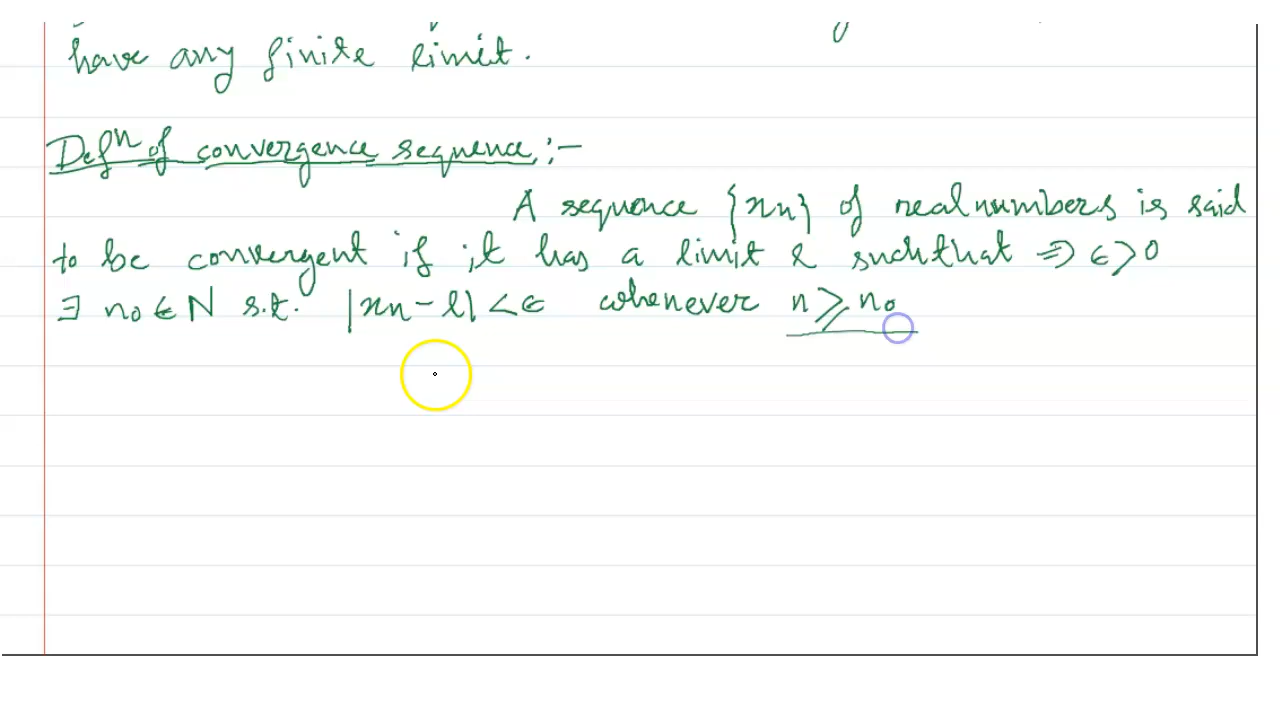 have any finite limit.
Defⁿ of convergence sequence :-
A sequence {xn} of real numbers is said
to be convergent if it has a limit l such that ⇒ ϵ>0
∃ n₀ ϵ N s.t. |xn - l| < ϵ whenever n ≥ n₀